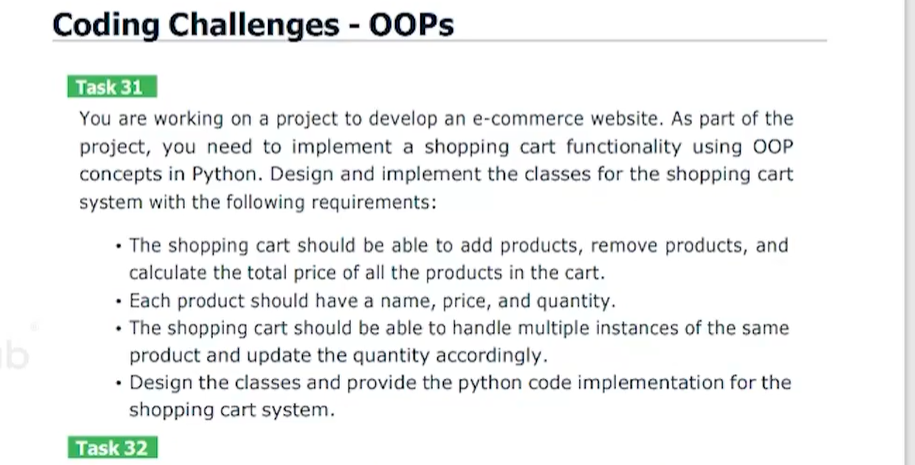 Coding Challenges - OOPs
Task 31
You are working on a project to develop an e-commerce website. As part of the
project, you need to implement a shopping cart functionality using OOP
concepts in Python. Design and implement the classes for the shopping cart
system with the following requirements:
• The shopping cart should be able to add products, remove products, and
calculate the total price of all the products in the cart.
• Each product should have a name, price, and quantity.
• The shopping cart should be able to handle multiple instances of the same
product and update the quantity accordingly.
• Design the classes and provide the python code implementation for the
shopping cart system.
Task 32